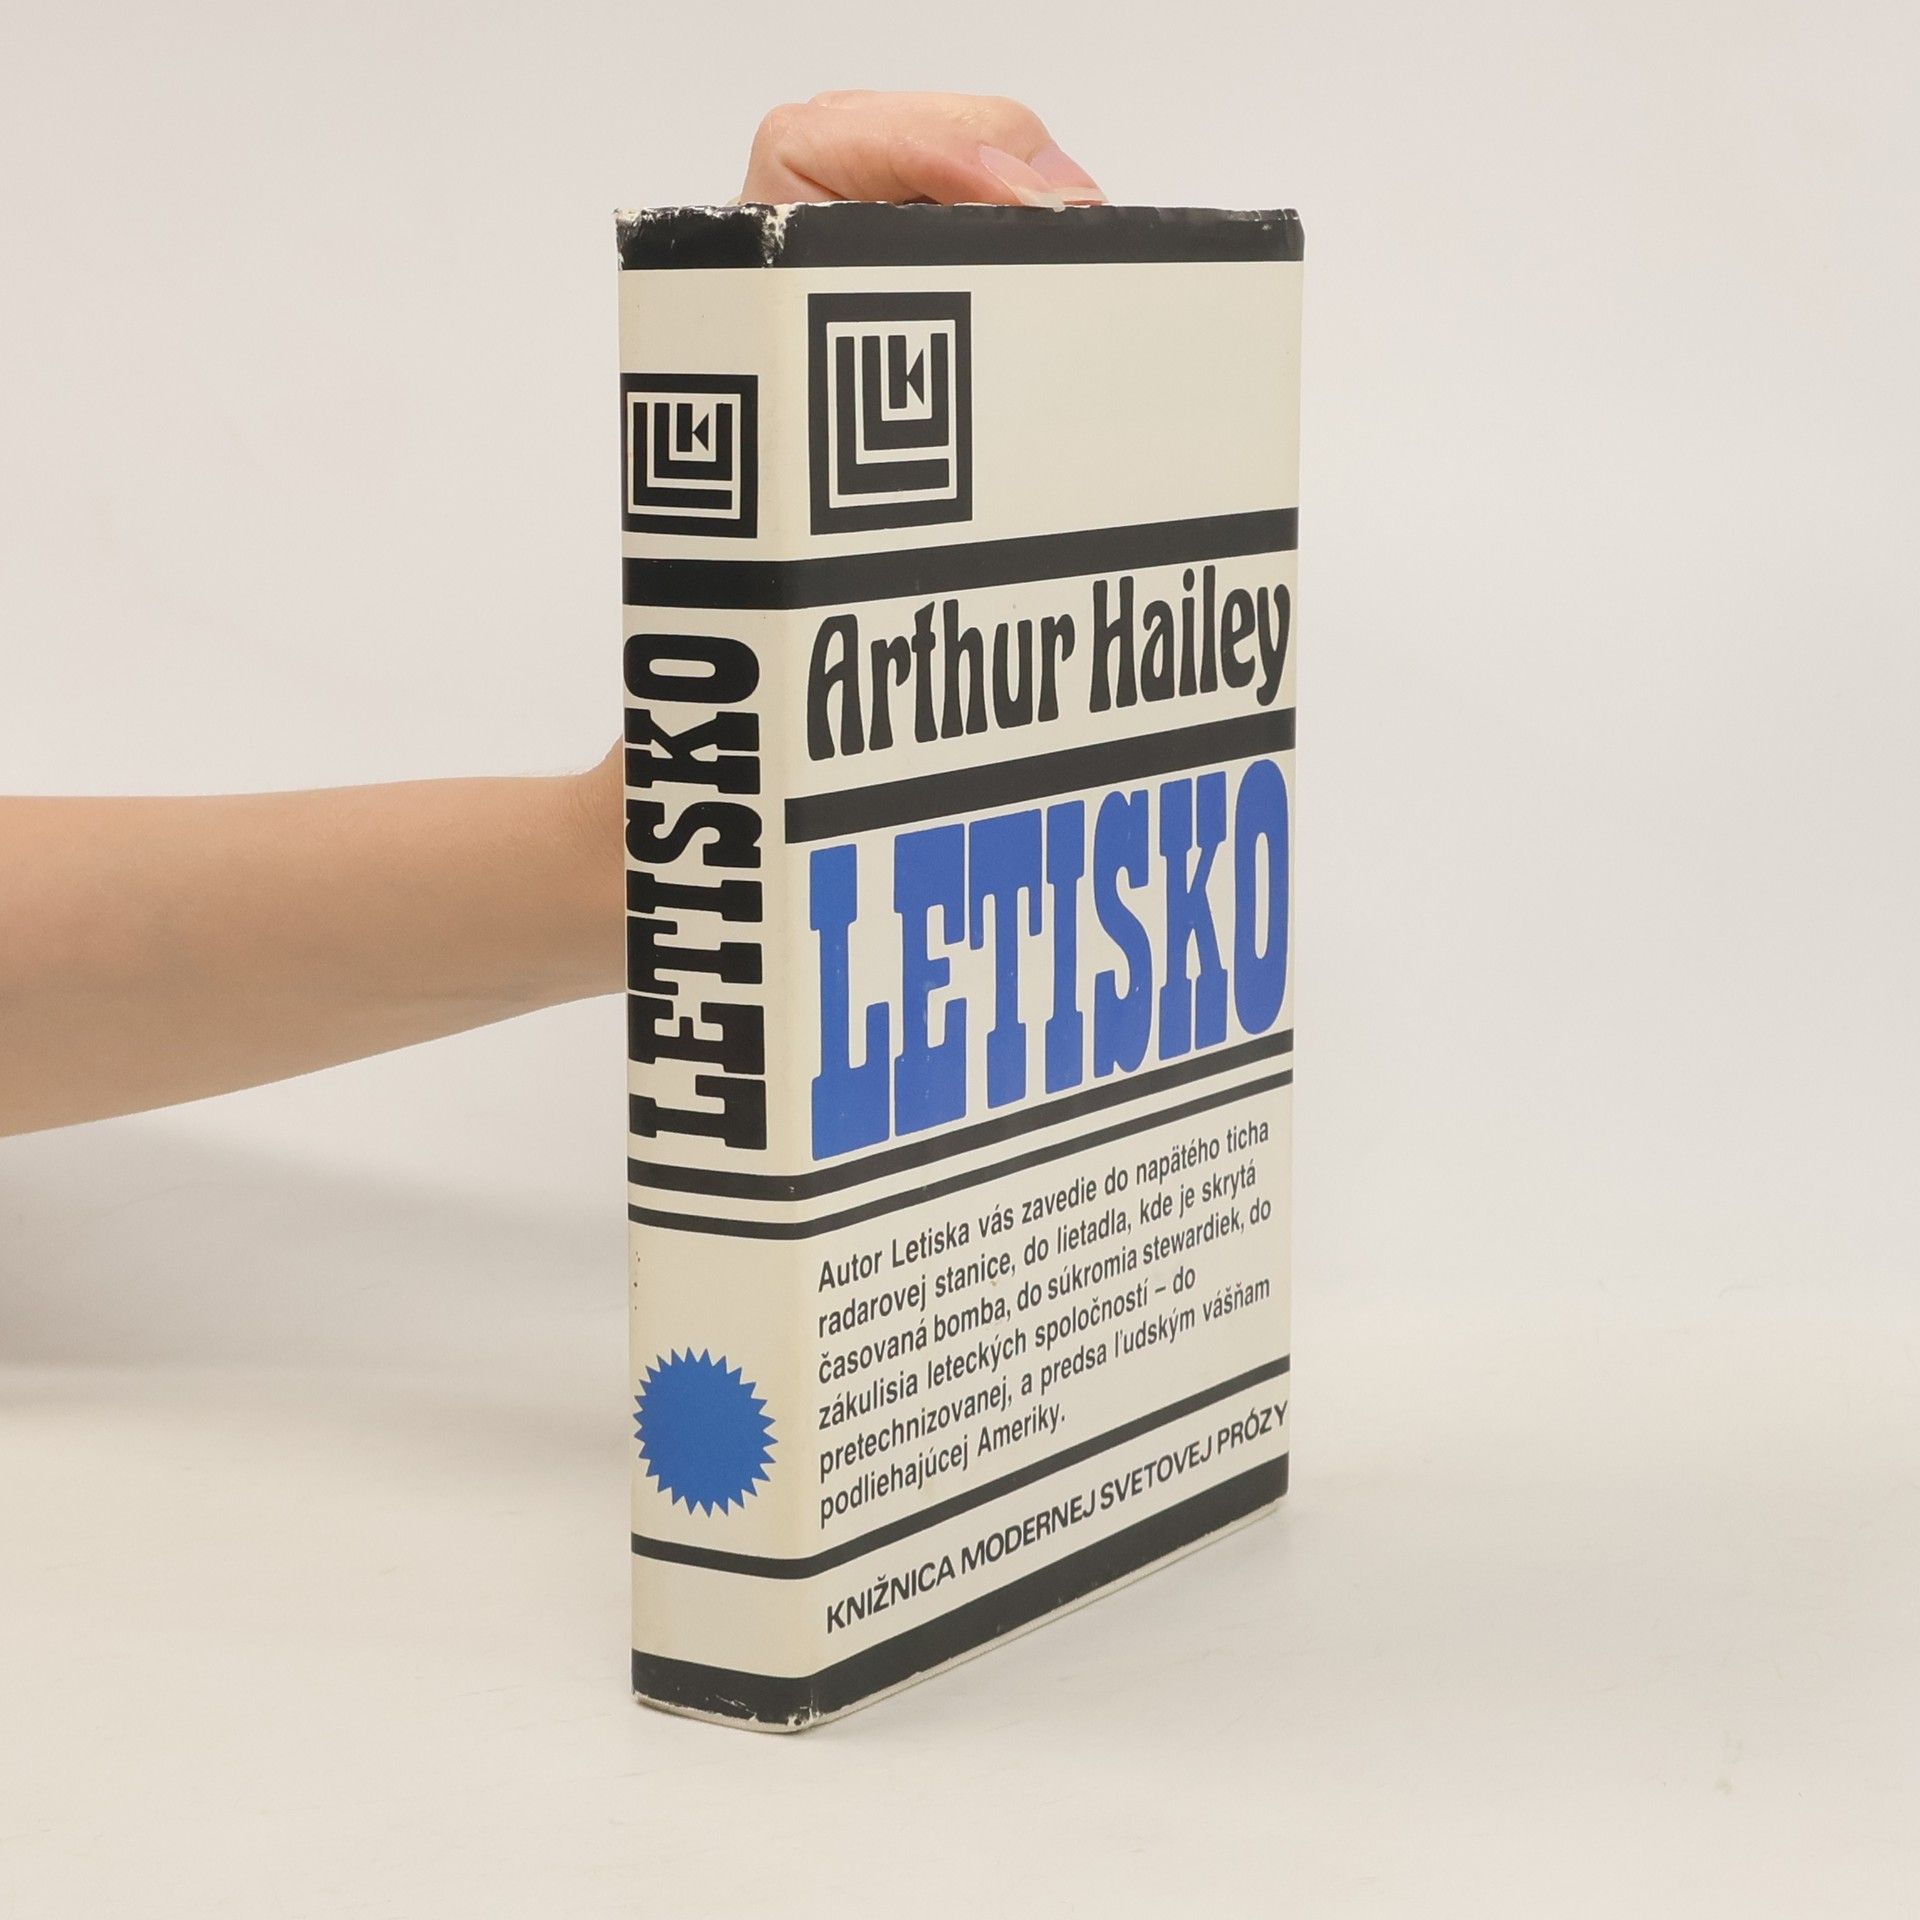 LETISKO
Arthur Hailey
LETISKO
Autor Letiska vás zavedie do napätého ticha
radarovej stanice, do lietadla, kde je skrytá
časovaná bomba, do súkromia stewardiek, do
zákulisia leteckých spoločností – do
pretechnizovanej, a predsa ľudským vášňam
podliehajúcej Ameriky.
KNIŽNICA MODERNEJ SVETOVEJ PRÓZY